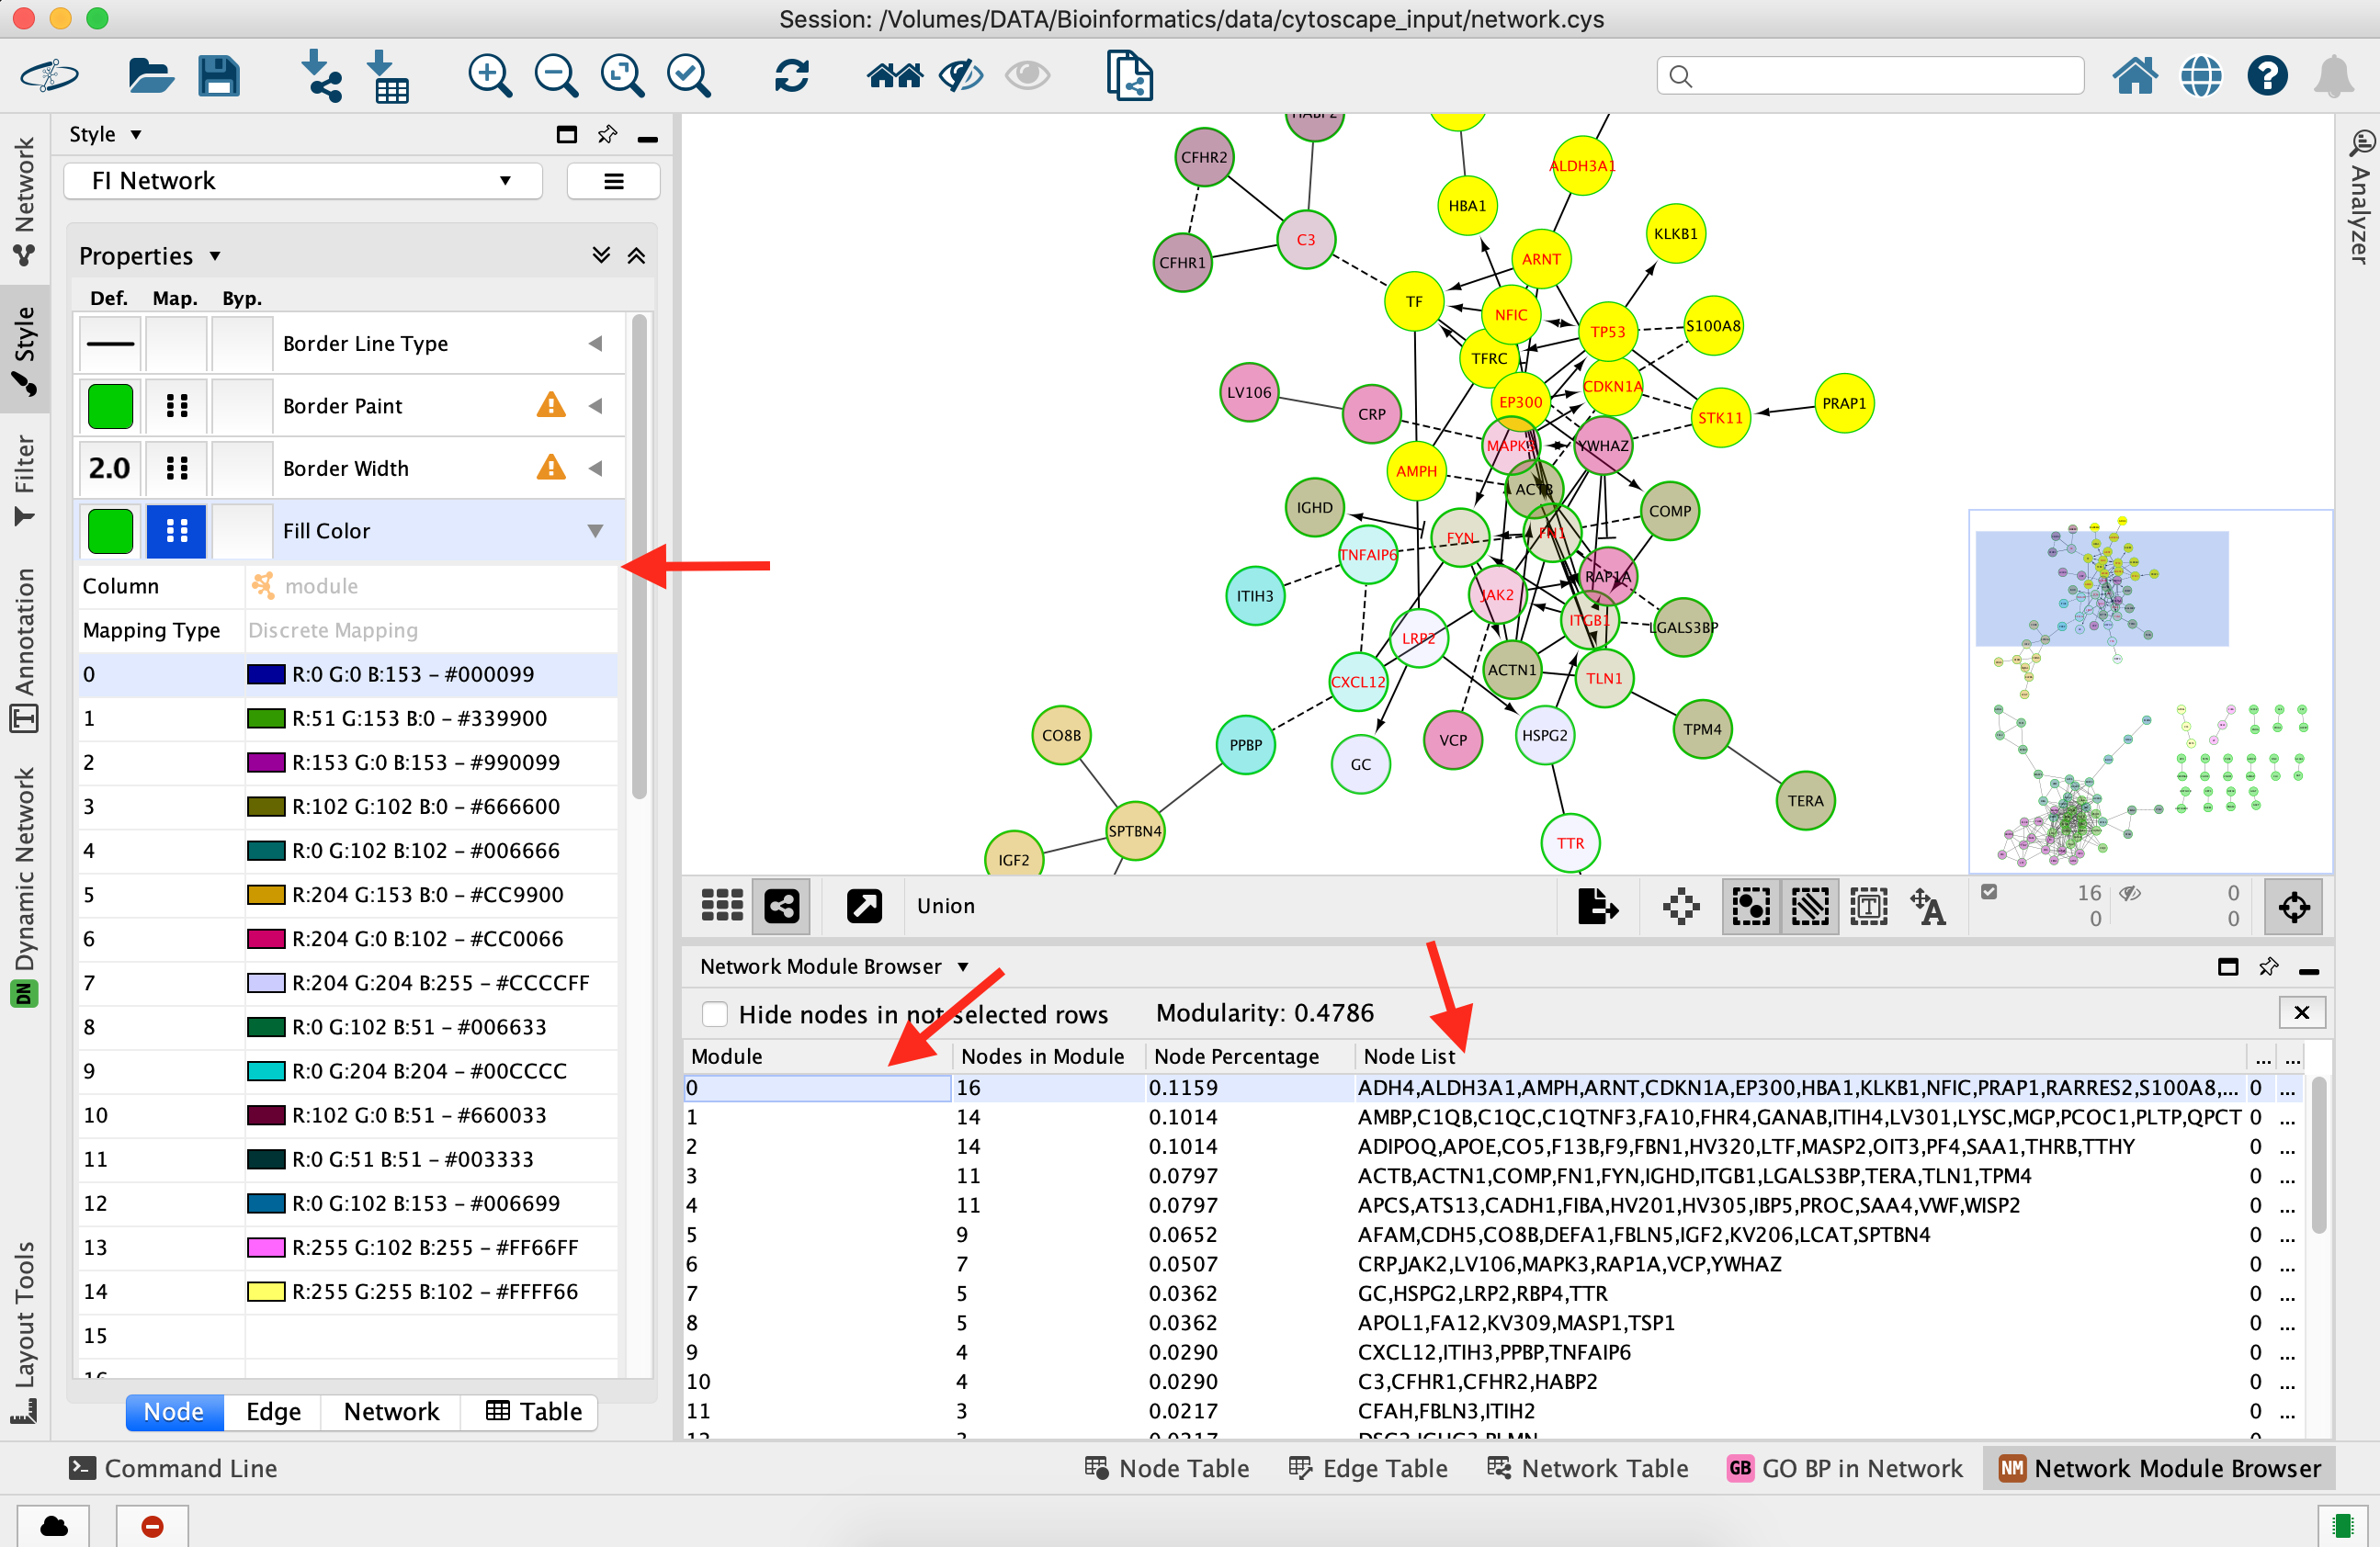 Session: /Volumes/DATA/Bioinformatics/data/cytoscape_input/network.cys
Network
Style
Filter
Annotation
Dynamic Network
DN
Layout Tools
Style
FI Network
Properties
Def. Map. Byp.
Border Line Type
Border Paint
2.0 Border Width
Fill Color
Column module
Mapping Type Discrete Mapping
0 R:0 G:0 B:153 – #000099
1 R:51 G:153 B:0 – #339900
2 R:153 G:0 B:153 – #990099
3 R:102 G:102 B:0 – #666600
4 R:0 G:102 B:102 – #006666
5 R:204 G:153 B:0 – #CC9900
6 R:204 G:0 B:102 – #CC0066
7 R:204 G:204 B:255 – #CCCCFF
8 R:0 G:102 B:51 – #006633
9 R:0 G:204 B:204 – #00CCCC
10 R:102 G:0 B:51 – #660033
11 R:0 G:51 B:51 – #003333
12 R:0 G:102 B:153 – #006699
13 R:255 G:102 B:255 – #FF66FF
14 R:255 G:255 B:102 – #FFFF66
15
Node Edge Network Table
HABP2
CFHR2
ALDH3A1
HBA1
C3
KLKB1
CFHR1
ARNT
TF
NFIC
TP53
S100A8
TFRC
CDKN1A
LV106
EP300
PRAP1
CRP
STK11
MAPK3
YWHAZ
AMPH
ACTB
IGHD
COMP
FYN
FN1
TNFAIP6
RAP1A
ITIH3
JAK2
ITGB1
LGALS3BP
LRP2
ACTN1
TLN1
CXCL12
CO8B
PPBP
VCP
HSPG2
TPM4
GC
TERA
SPTBN4
TTR
IGF2
Analyzer
Union
16 0
0 0
Network Module Browser
Hide nodes in not selected rows Modularity: 0.4786
Module Nodes in Module Node Percentage Node List ... ...
0 16 0.1159 ADH4,ALDH3A1,AMPH,ARNT,CDKN1A,EP300,HBA1,KLKB1,NFIC,PRAP1,RARRES2,S100A8,... 0 ...
1 14 0.1014 AMBP,C1QB,C1QC,C1QTNF3,FA10,FHR4,GANAB,ITIH4,LV301,LYSC,MGP,PCOC1,PLTP,QPCT 0 ...
2 14 0.1014 ADIPOQ,APOE,CO5,F13B,F9,FBN1,HV320,LTF,MASP2,OIT3,PF4,SAA1,THRB,TTHY 0 ...
3 11 0.0797 ACTB,ACTN1,COMP,FN1,FYN,IGHD,ITGB1,LGALS3BP,TERA,TLN1,TPM4 0 ...
4 11 0.0797 APCS,ATS13,CADH1,FIBA,HV201,HV305,IBP5,PROC,SAA4,VWF,WISP2 0 ...
5 9 0.0652 AFAM,CDH5,CO8B,DEFA1,FBLN5,IGF2,KV206,LCAT,SPTBN4 0 ...
6 7 0.0507 CRP,JAK2,LV106,MAPK3,RAP1A,VCP,YWHAZ 0 ...
7 5 0.0362 GC,HSPG2,LRP2,RBP4,TTR 0 ...
8 5 0.0362 APOL1,FA12,KV309,MASP1,TSP1 0 ...
9 4 0.0290 CXCL12,ITIH3,PPBP,TNFAIP6 0 ...
10 4 0.0290 C3,CFHR1,CFHR2,HABP2 0 ...
11 3 0.0217 CFAH,FBLN3,ITIH2 0 ...
Command Line Node Table Edge Table Network Table GB GO BP in Network NM Network Module Browser